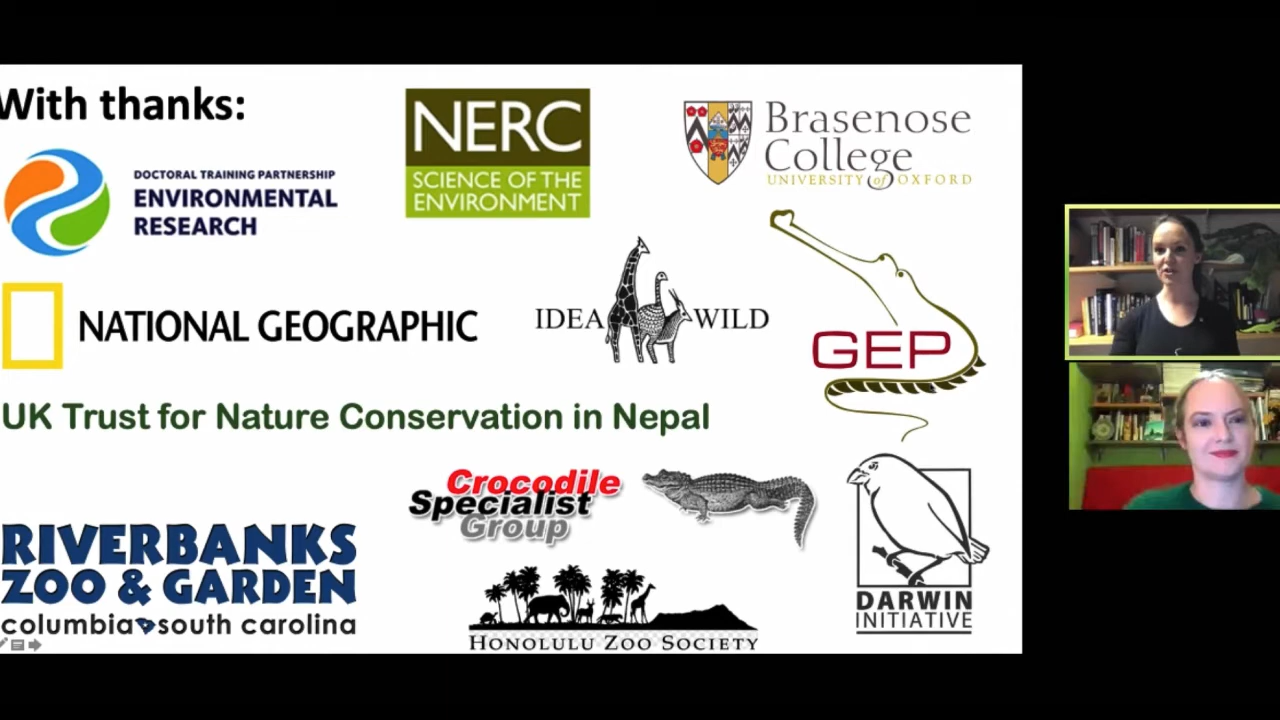 With thanks:
DOCTORAL TRAINING PARTNERSHIP
ENVIRONMENTAL
RESEARCH
NERC
SCIENCE OF THE
ENVIRONMENT
Brasenose
College
UNIVERSITY of OXFORD
NATIONAL GEOGRAPHIC
IDEA WILD
GEP
UK Trust for Nature Conservation in Nepal
Crocodile
Specialist
Group
RIVERBANKS
ZOO & GARDEN
columbia south carolina
HONOLULU ZOO SOCIETY
DARWIN
INITIATIVE